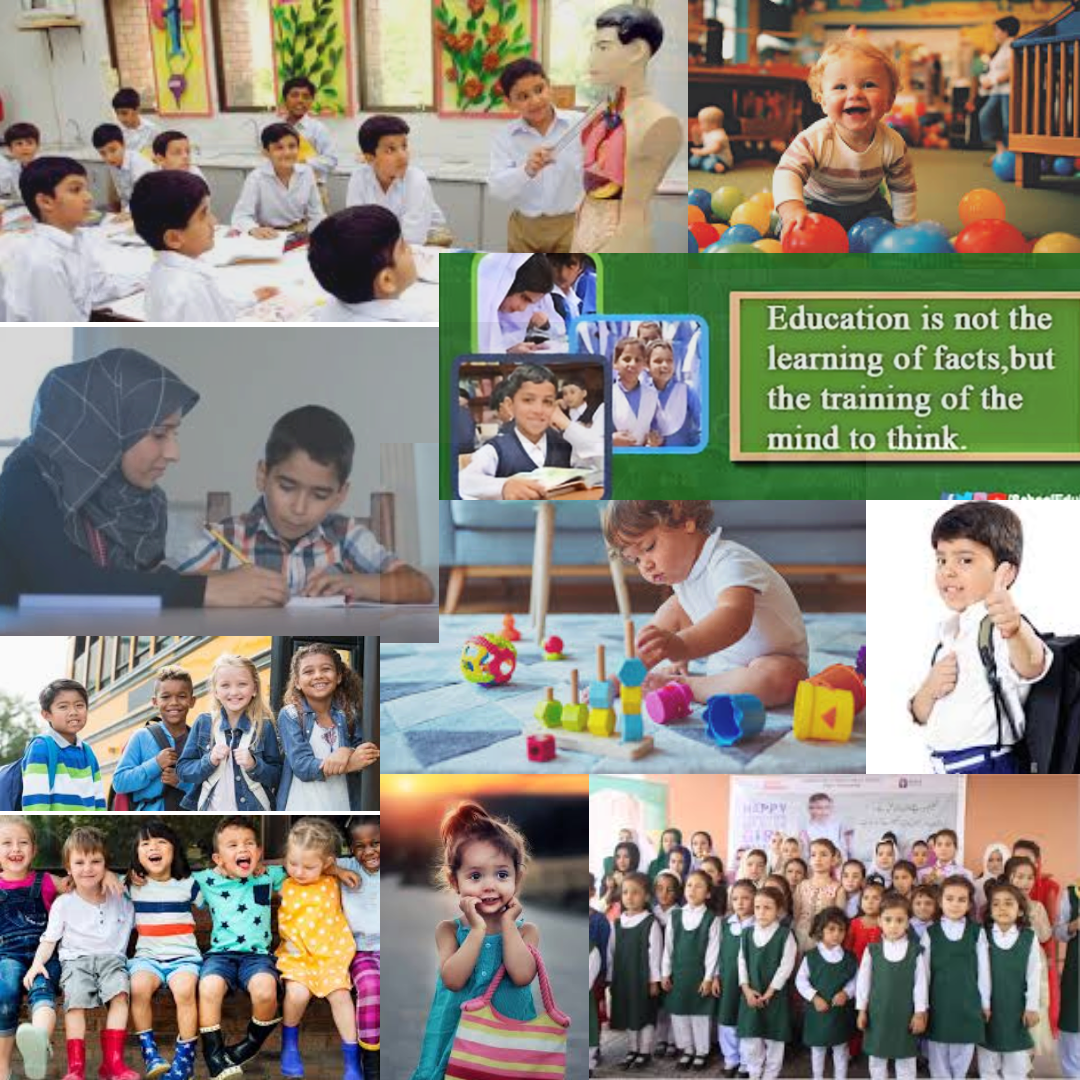 Education is not the
learning of facts,but
the training of the
mind to think.
HAPPY